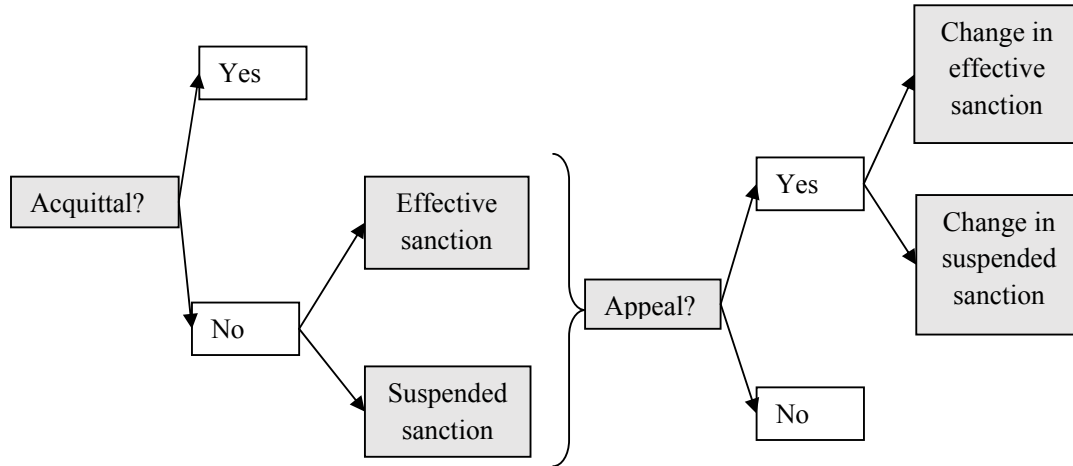 Acquittal?
Yes
No
Effective
sanction
Suspended
sanction
Appeal?
Yes
No
Change in
effective
sanction
Change in
suspended
sanction